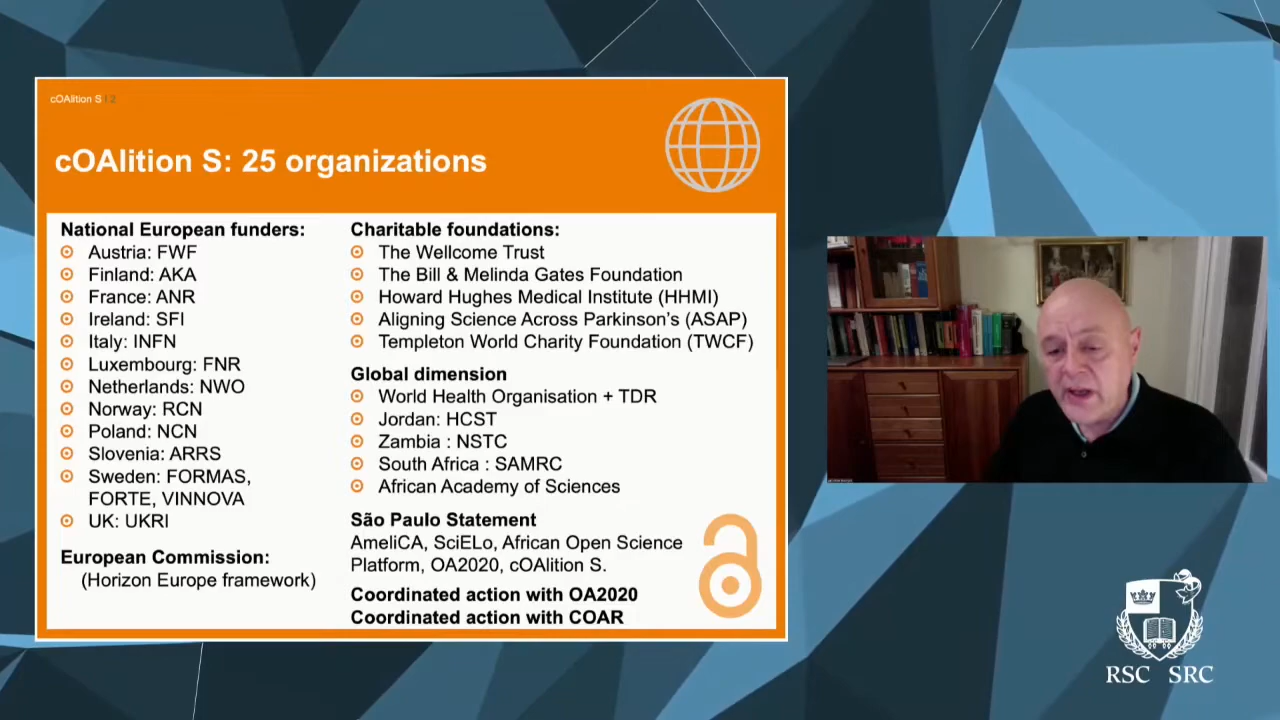 cOAlition S | 2
cOAlition S: 25 organizations
National European funders:
Austria: FWF
Finland: AKA
France: ANR
Ireland: SFI
Italy: INFN
Luxembourg: FNR
Netherlands: NWO
Norway: RCN
Poland: NCN
Slovenia: ARRS
Sweden: FORMAS,
FORTE, VINNOVA
UK: UKRI
European Commission:
(Horizon Europe framework)
Charitable foundations:
The Wellcome Trust
The Bill & Melinda Gates Foundation
Howard Hughes Medical Institute (HHMI)
Aligning Science Across Parkinson's (ASAP)
Templeton World Charity Foundation (TWCF)
Global dimension
World Health Organisation + TDR
Jordan: HCST
Zambia : NSTC
South Africa : SAMRC
African Academy of Sciences
São Paulo Statement
AmeliCA, SciELo, African Open Science
Platform, OA2020, cOAlition S.
Coordinated action with OA2020
Coordinated action with COAR
RSC SRC